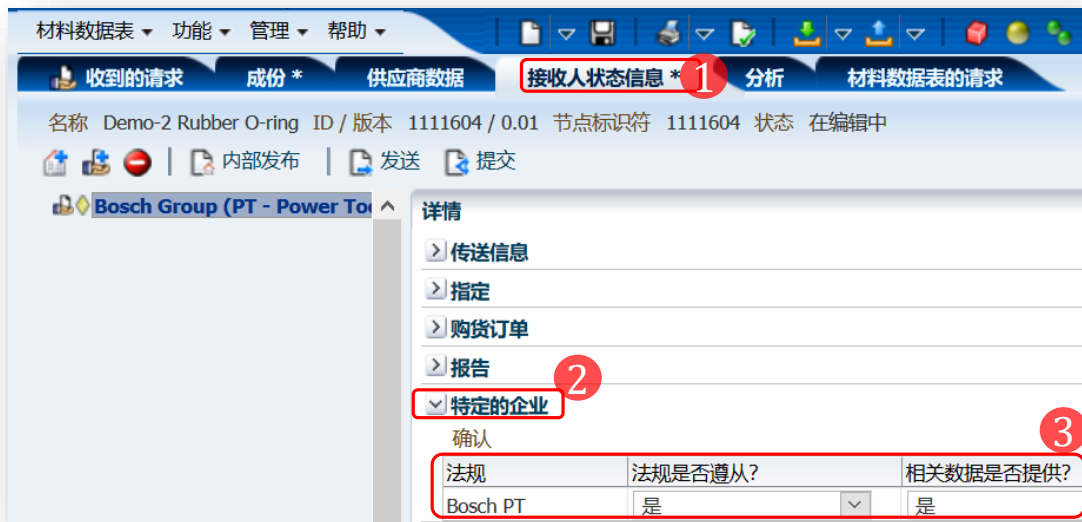 材料数据表 功能 管理 帮助
收到的请求 成份 * 供应商数据 接收人状态信息 * 1 分析 材料数据表的请求
名称 Demo-2 Rubber O-ring ID / 版本 1111604 / 0.01 节点标识符 1111604 状态 在编辑中
内部发布 发送 提交
Bosch Group (PT - Power Too
详情
传送信息
指定
购货订单
报告
2
特定的企业
确认
3
法规 法规是否遵从? 相关数据是否提供?
Bosch PT 是 是